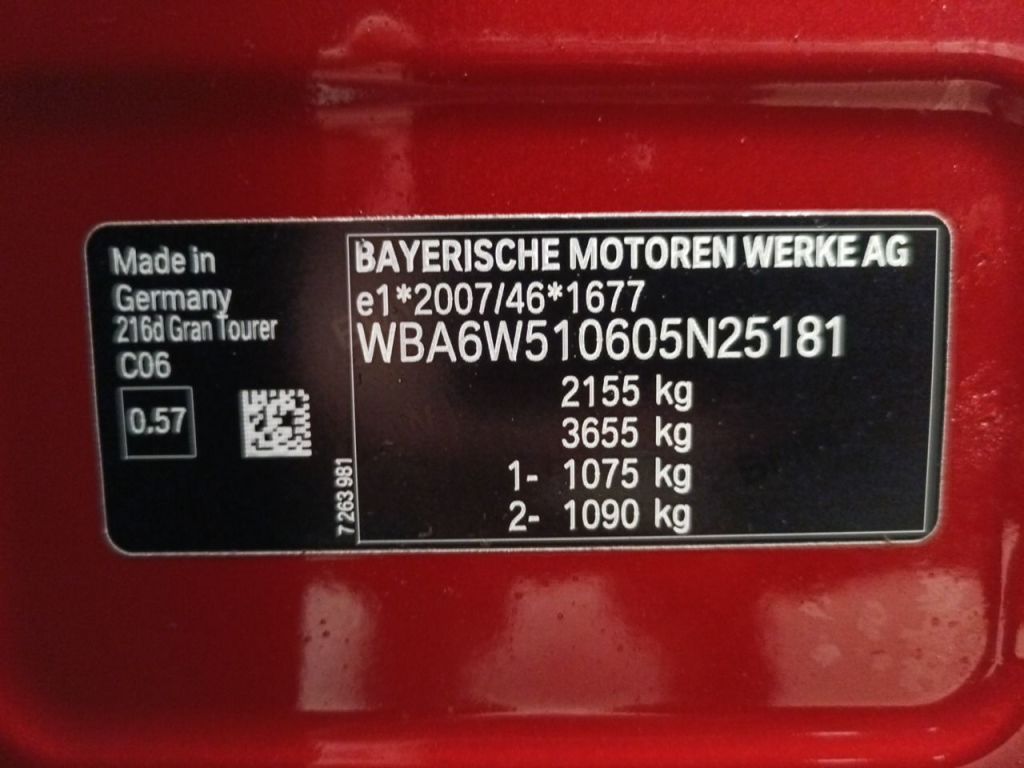 Made in
Germany
216d Gran Tourer
C06
0.57
7 263 981
BAYERISCHE MOTOREN WERKE AG
e1*2007/46*1677
WBA6W510605N25181
2155 kg
3655 kg
1- 1075 kg
2- 1090 kg